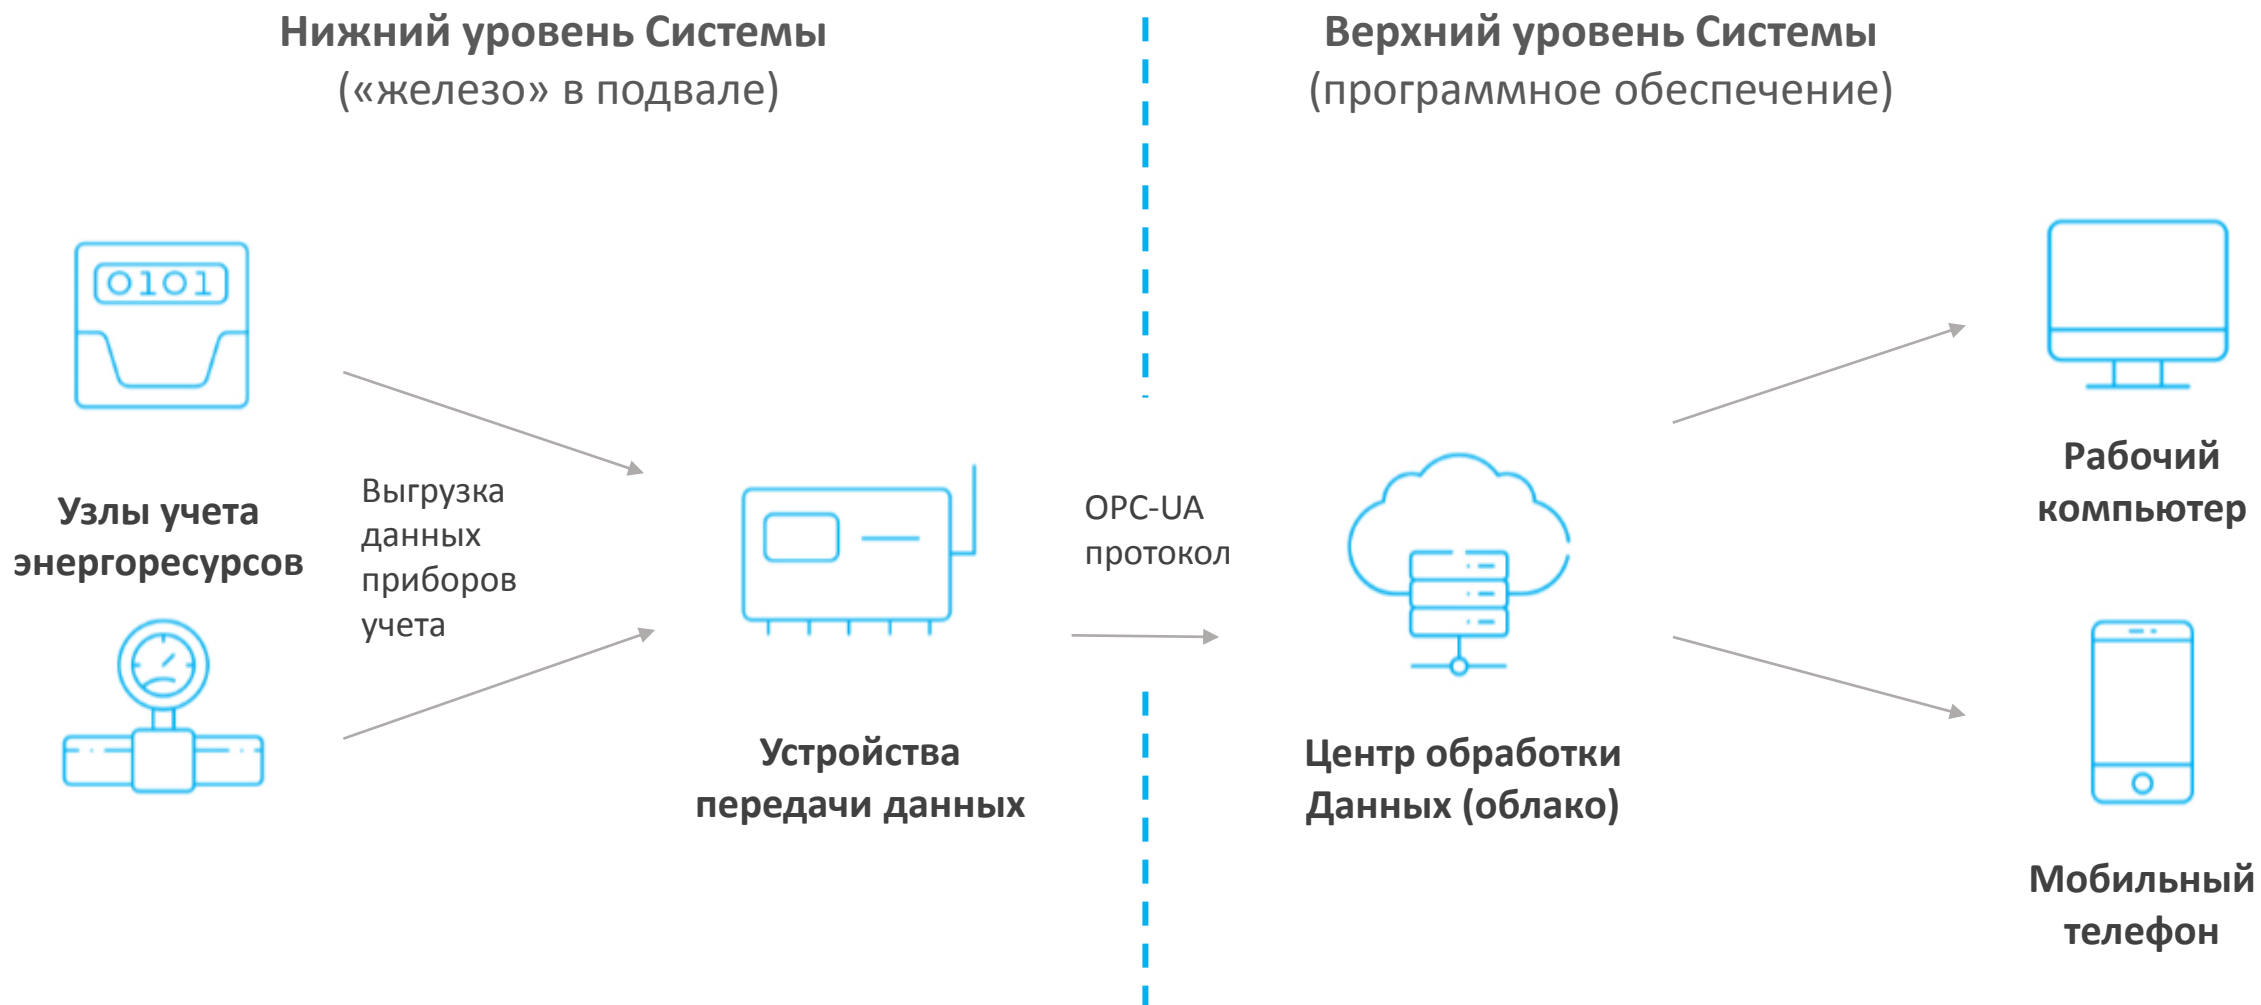 Нижний уровень Системы
(«железо» в подвале)
Верхний уровень Системы
(программное обеспечение)
0101
Узлы учета
энергоресурсов
Выгрузка
данных
приборов
учета
Устройства
передачи данных
OPC-UA
протокол
Центр обработки
Данных (облако)
Рабочий
компьютер
Мобильный
телефон